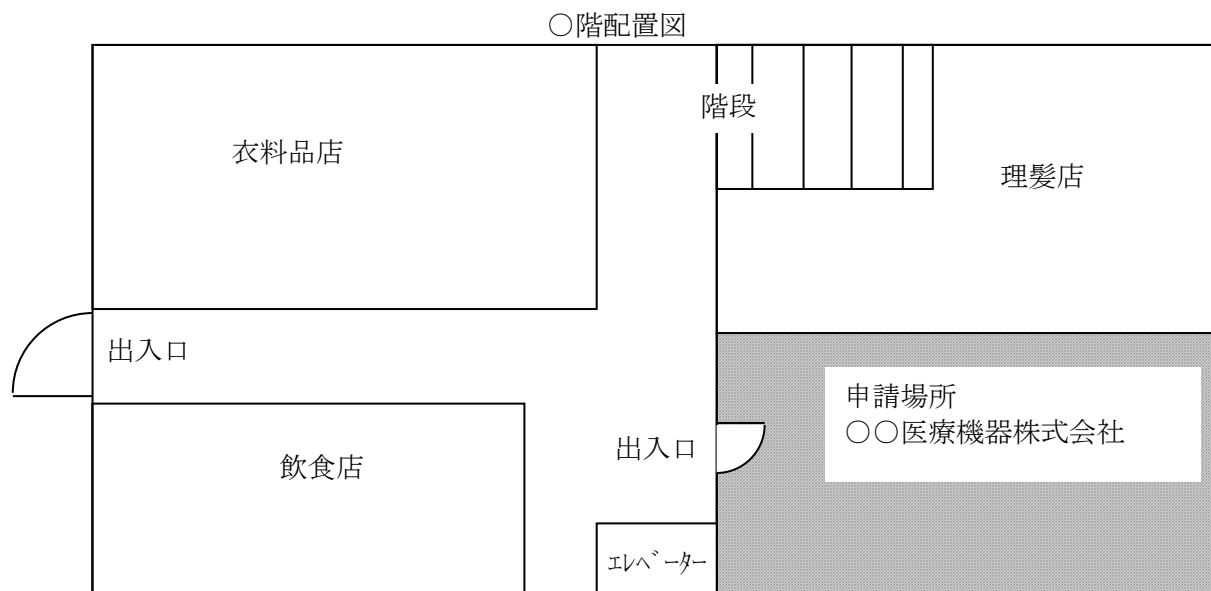 ○階配置図
階段
衣料品店
理髪店
出入口
申請場所
○○医療機器株式会社
出入口
飲食店
エレベーター